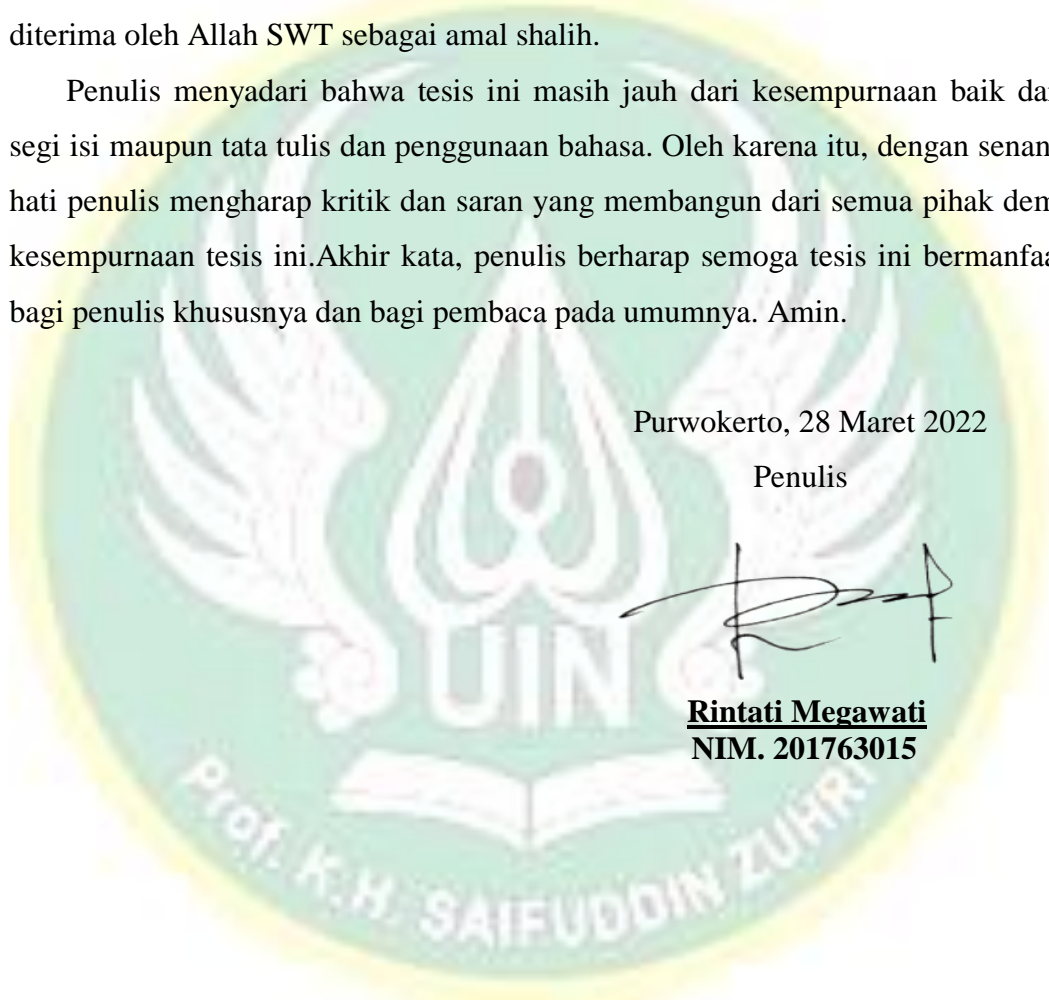 diterima oleh Allah SWT sebagai amal shalih.
Penulis menyadari bahwa tesis ini masih jauh dari kesempurnaan baik dar
segi isi maupun tata tulis dan penggunaan bahasa. Oleh karena itu, dengan senan
hati penulis mengharap kritik dan saran yang membangun dari semua pihak dem
kesempurnaan tesis ini.Akhir kata, penulis berharap semoga tesis ini bermanfaa
bagi penulis khususnya dan bagi pembaca pada umumnya. Amin.
Purwokerto, 28 Maret 2022
Penulis
Rintati Megawati
NIM. 201763015
UIN
Prof. K.H. SAIFUDDIN ZUHRI